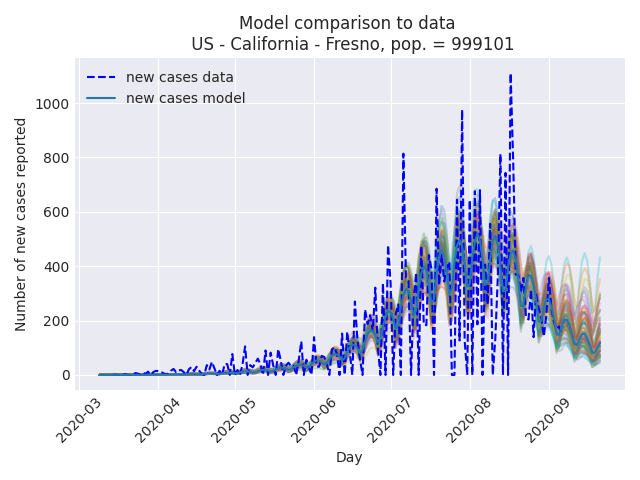 Model comparison to data
US - California - Fresno, pop. = 999101
new cases data
new cases model
Number of new cases reported
1000
800
600
400
200
0
2020-03
2020-04
2020-05
2020-06
2020-07
2020-08
2020-09
Day